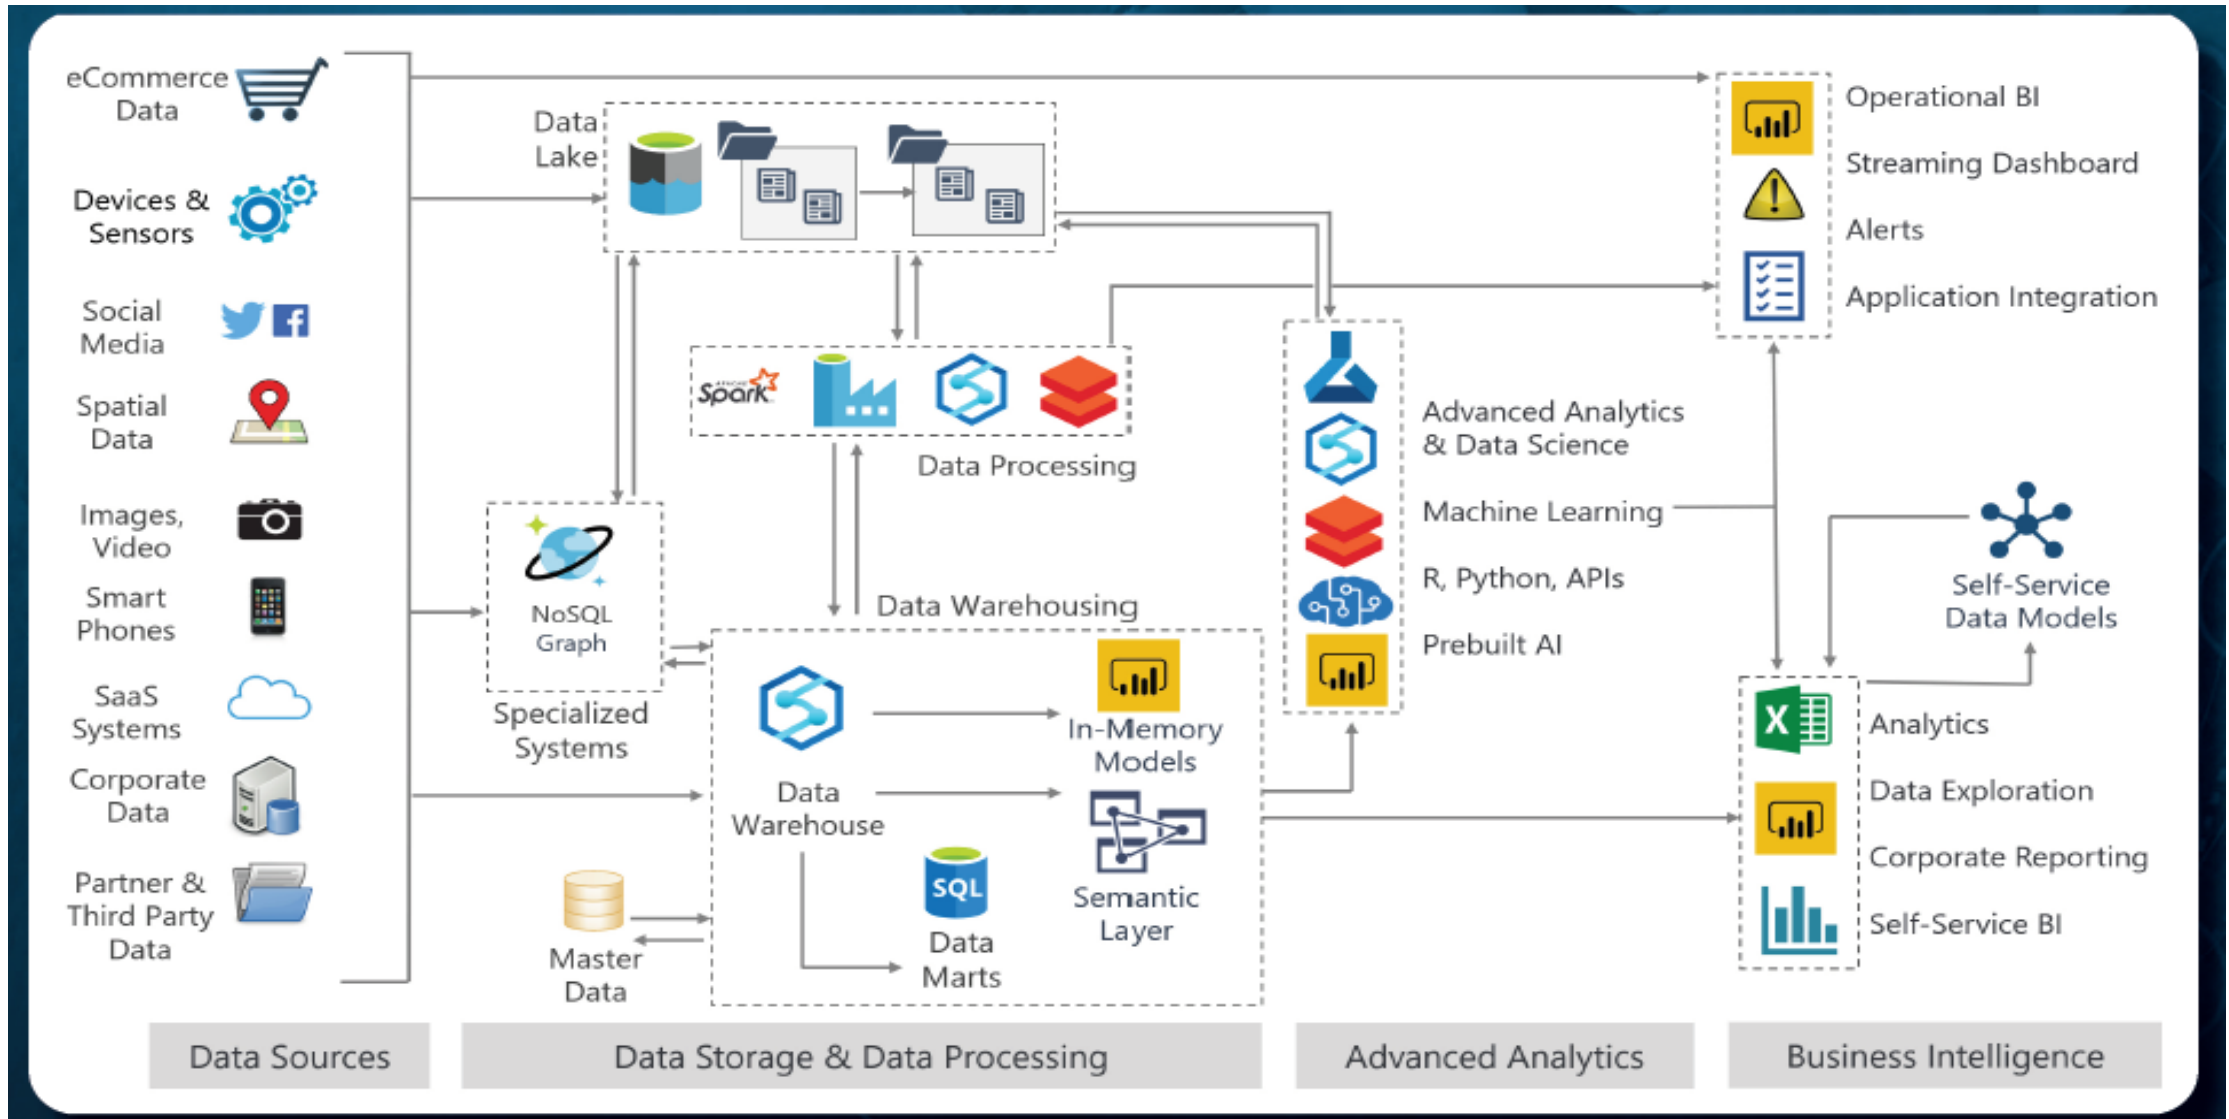 eCommerce
Data
Devices &
Sensors
Social
Media
Spatial
Data
Images,
Video
Smart
Phones
SaaS
Systems
Corporate
Data
Partner &
Third Party
Data
Data
Lake
APACHE
Spark
Data Processing
NoSQL
Graph
Specialized
Systems
Data Warehousing
Data
Warehouse
In-Memory
Models
Semantic
Layer
SQL
Data
Marts
Master
Data
Advanced Analytics
& Data Science
Machine Learning
R, Python, APIs
Prebuilt AI
Operational BI
Streaming Dashboard
Alerts
Application Integration
Self-Service
Data Models
X
Analytics
Data Exploration
Corporate Reporting
Self-Service BI
Data Sources
Data Storage & Data Processing
Advanced Analytics
Business Intelligence